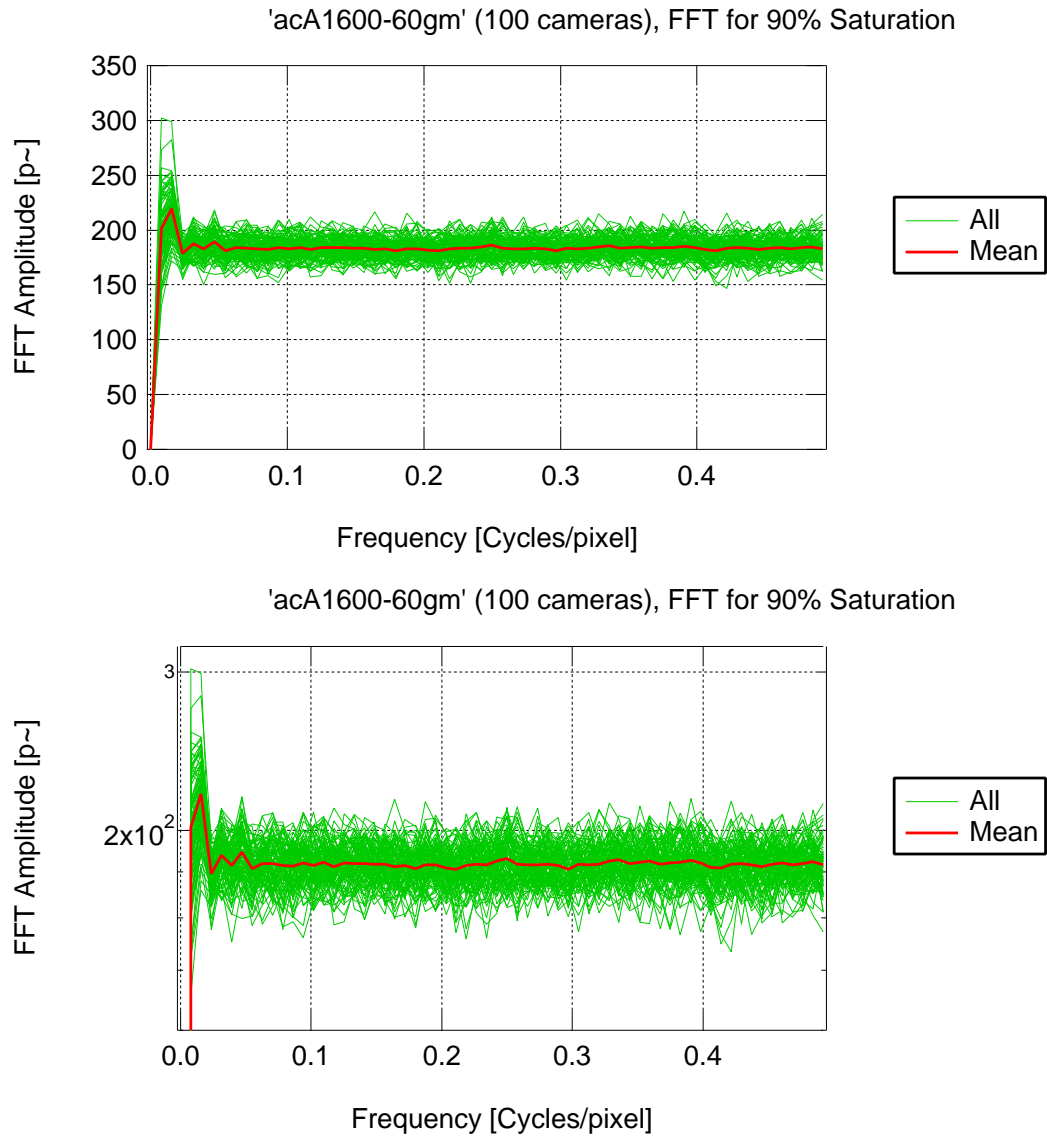 'acA1600-60gm' (100 cameras), FFT for 90% Saturation
350
300
250
200
150
100
50
0
FFT Amplitude [p~]
0.0 0.1 0.2 0.3 0.4
Frequency [Cycles/pixel]
All
Mean
'acA1600-60gm' (100 cameras), FFT for 90% Saturation
3
2x10²
FFT Amplitude [p~]
0.0 0.1 0.2 0.3 0.4
Frequency [Cycles/pixel]
All
Mean